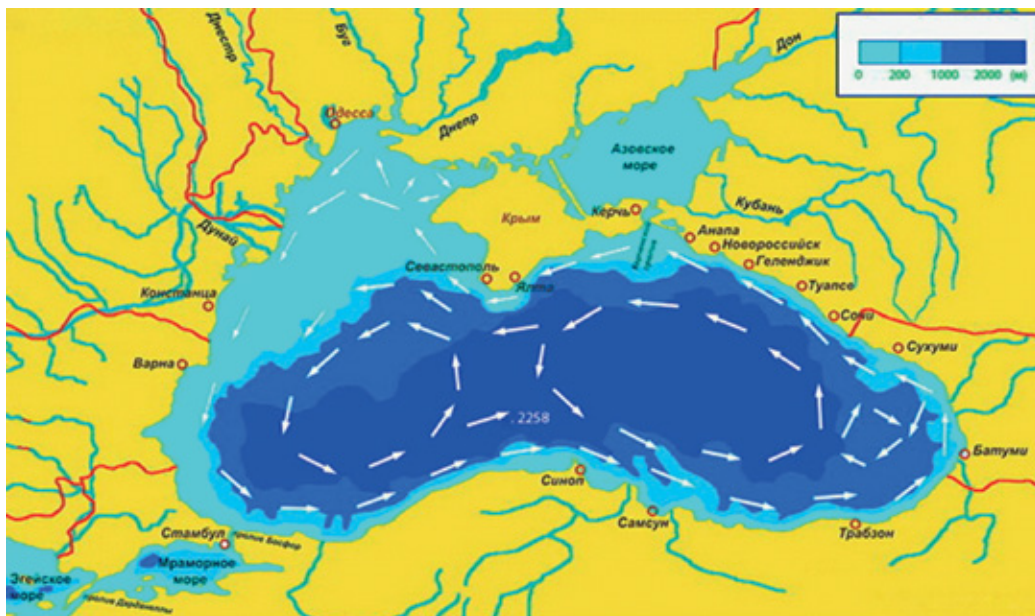 Днестр
Буг
Дон
0 200 1000 2000 (м)
Одесса
Днепр
Азовское
море
Крым
Керчь
Кубань
Анапа
Новороссийск
Геленджик
Дунай
Севастополь
Ялта
Туапсе
Констанца
Сочи
Сухуми
Варна
. 2258
Батуми
Синоп
Самсун
Трабзон
Стамбул
пролив Босфор
Мраморное
море
Эгейское
море
пролив Дарданеллы